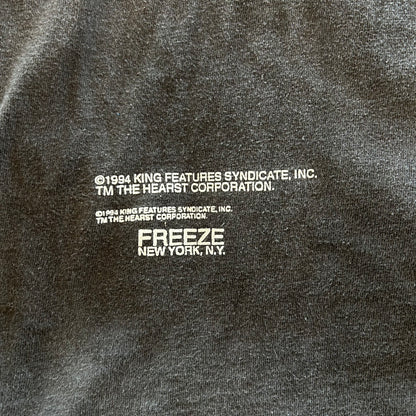 ©1994 KING FEATURES SYNDICATE, INC.
TM THE HEARST CORPORATION.
©1994 KING FEATURES SYNDICATE, INC.
TM THE HEARST CORPORATION.
FREEZE
NEW YORK, N.Y.